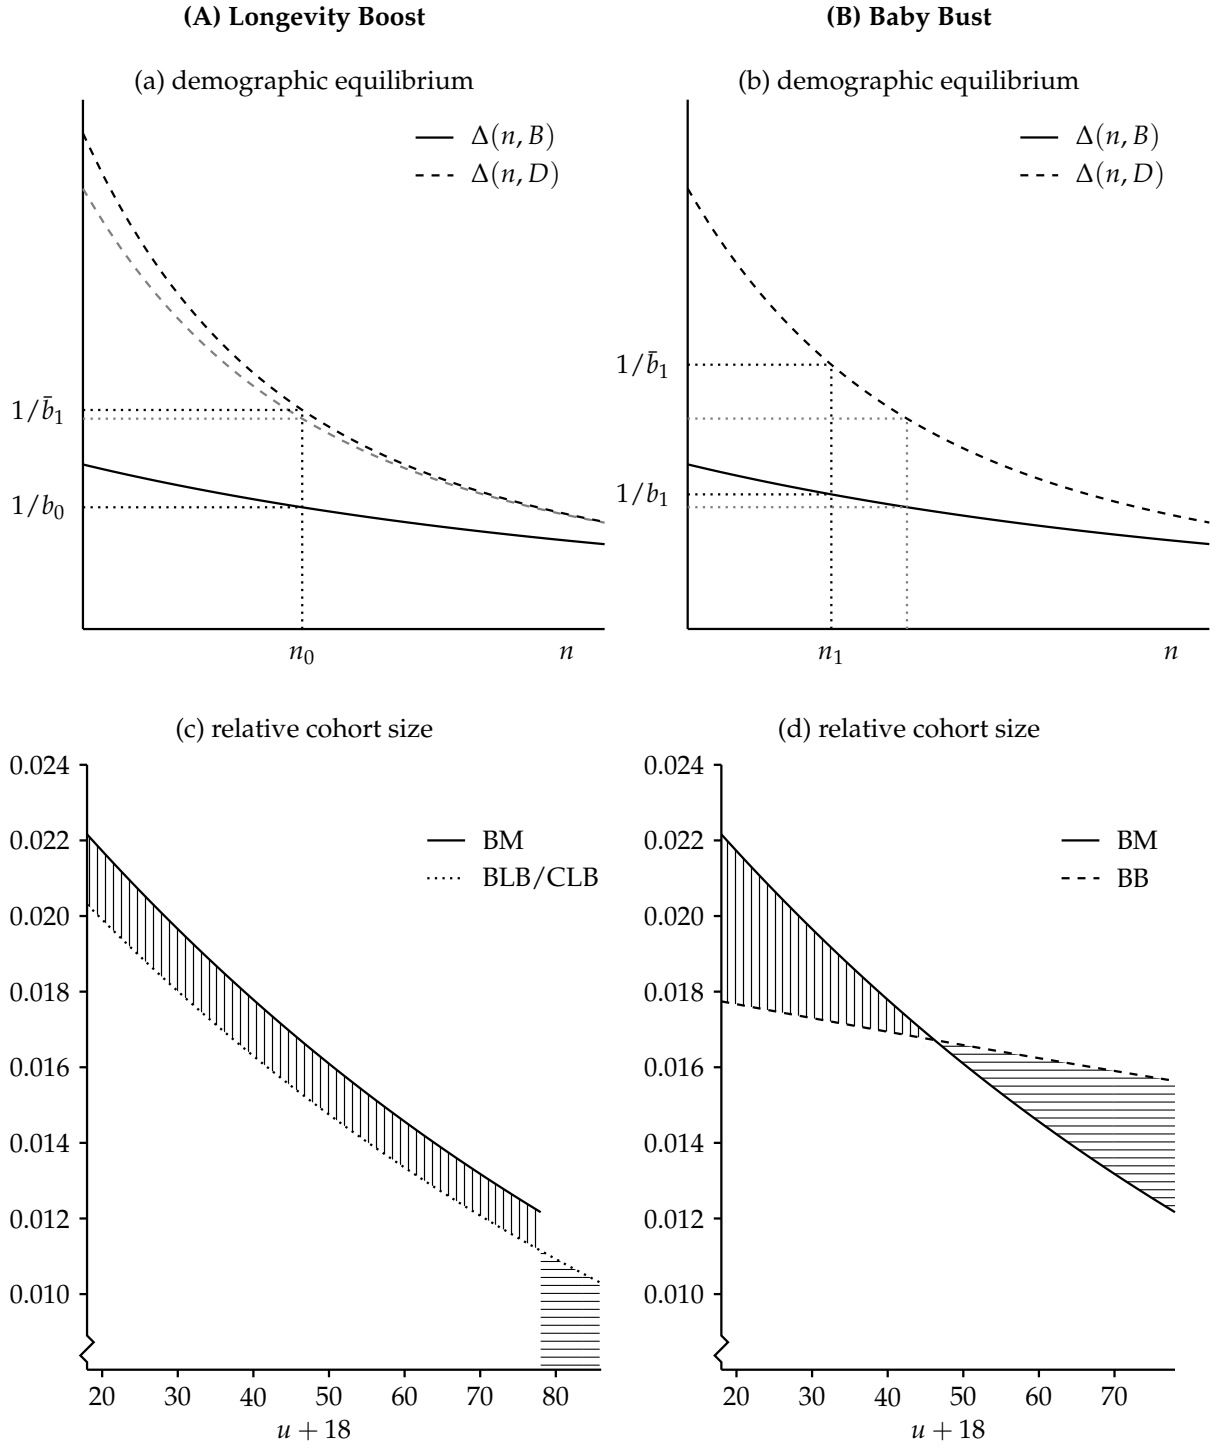 (A) Longevity Boost
(B) Baby Bust
(a) demographic equilibrium
(b) demographic equilibrium
Δ(n, B)
Δ(n, D)
Δ(n, B)
Δ(n, D)
1/b̄₁
1/b₀
1/b̄₁
1/b₁
n₀
n
n₁
n
(c) relative cohort size
(d) relative cohort size
0.024
0.022
0.020
0.018
0.016
0.014
0.012
0.010
BM
BLB/CLB
20 30 40 50 60 70 80
u + 18
0.024
0.022
0.020
0.018
0.016
0.014
0.012
0.010
BM
BB
20 30 40 50 60 70
u + 18